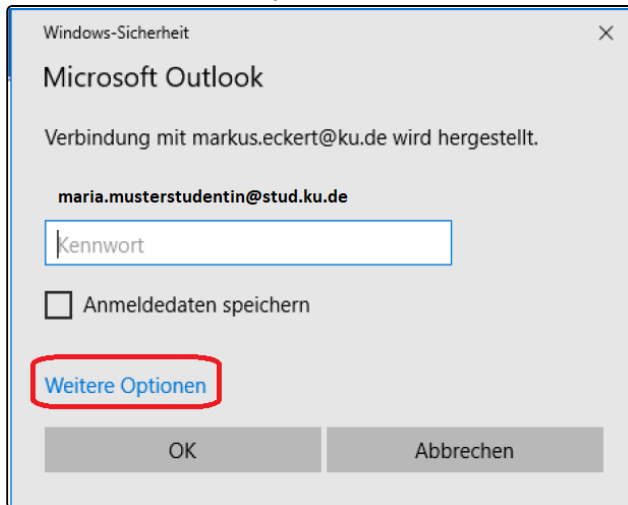 Windows-Sicherheit
Microsoft Outlook
Verbindung mit markus.eckert@ku.de wird hergestellt.
maria.musterstudentin@stud.ku.de
Kennwort
Anmeldedaten speichern
Weitere Optionen
OK Abbrechen